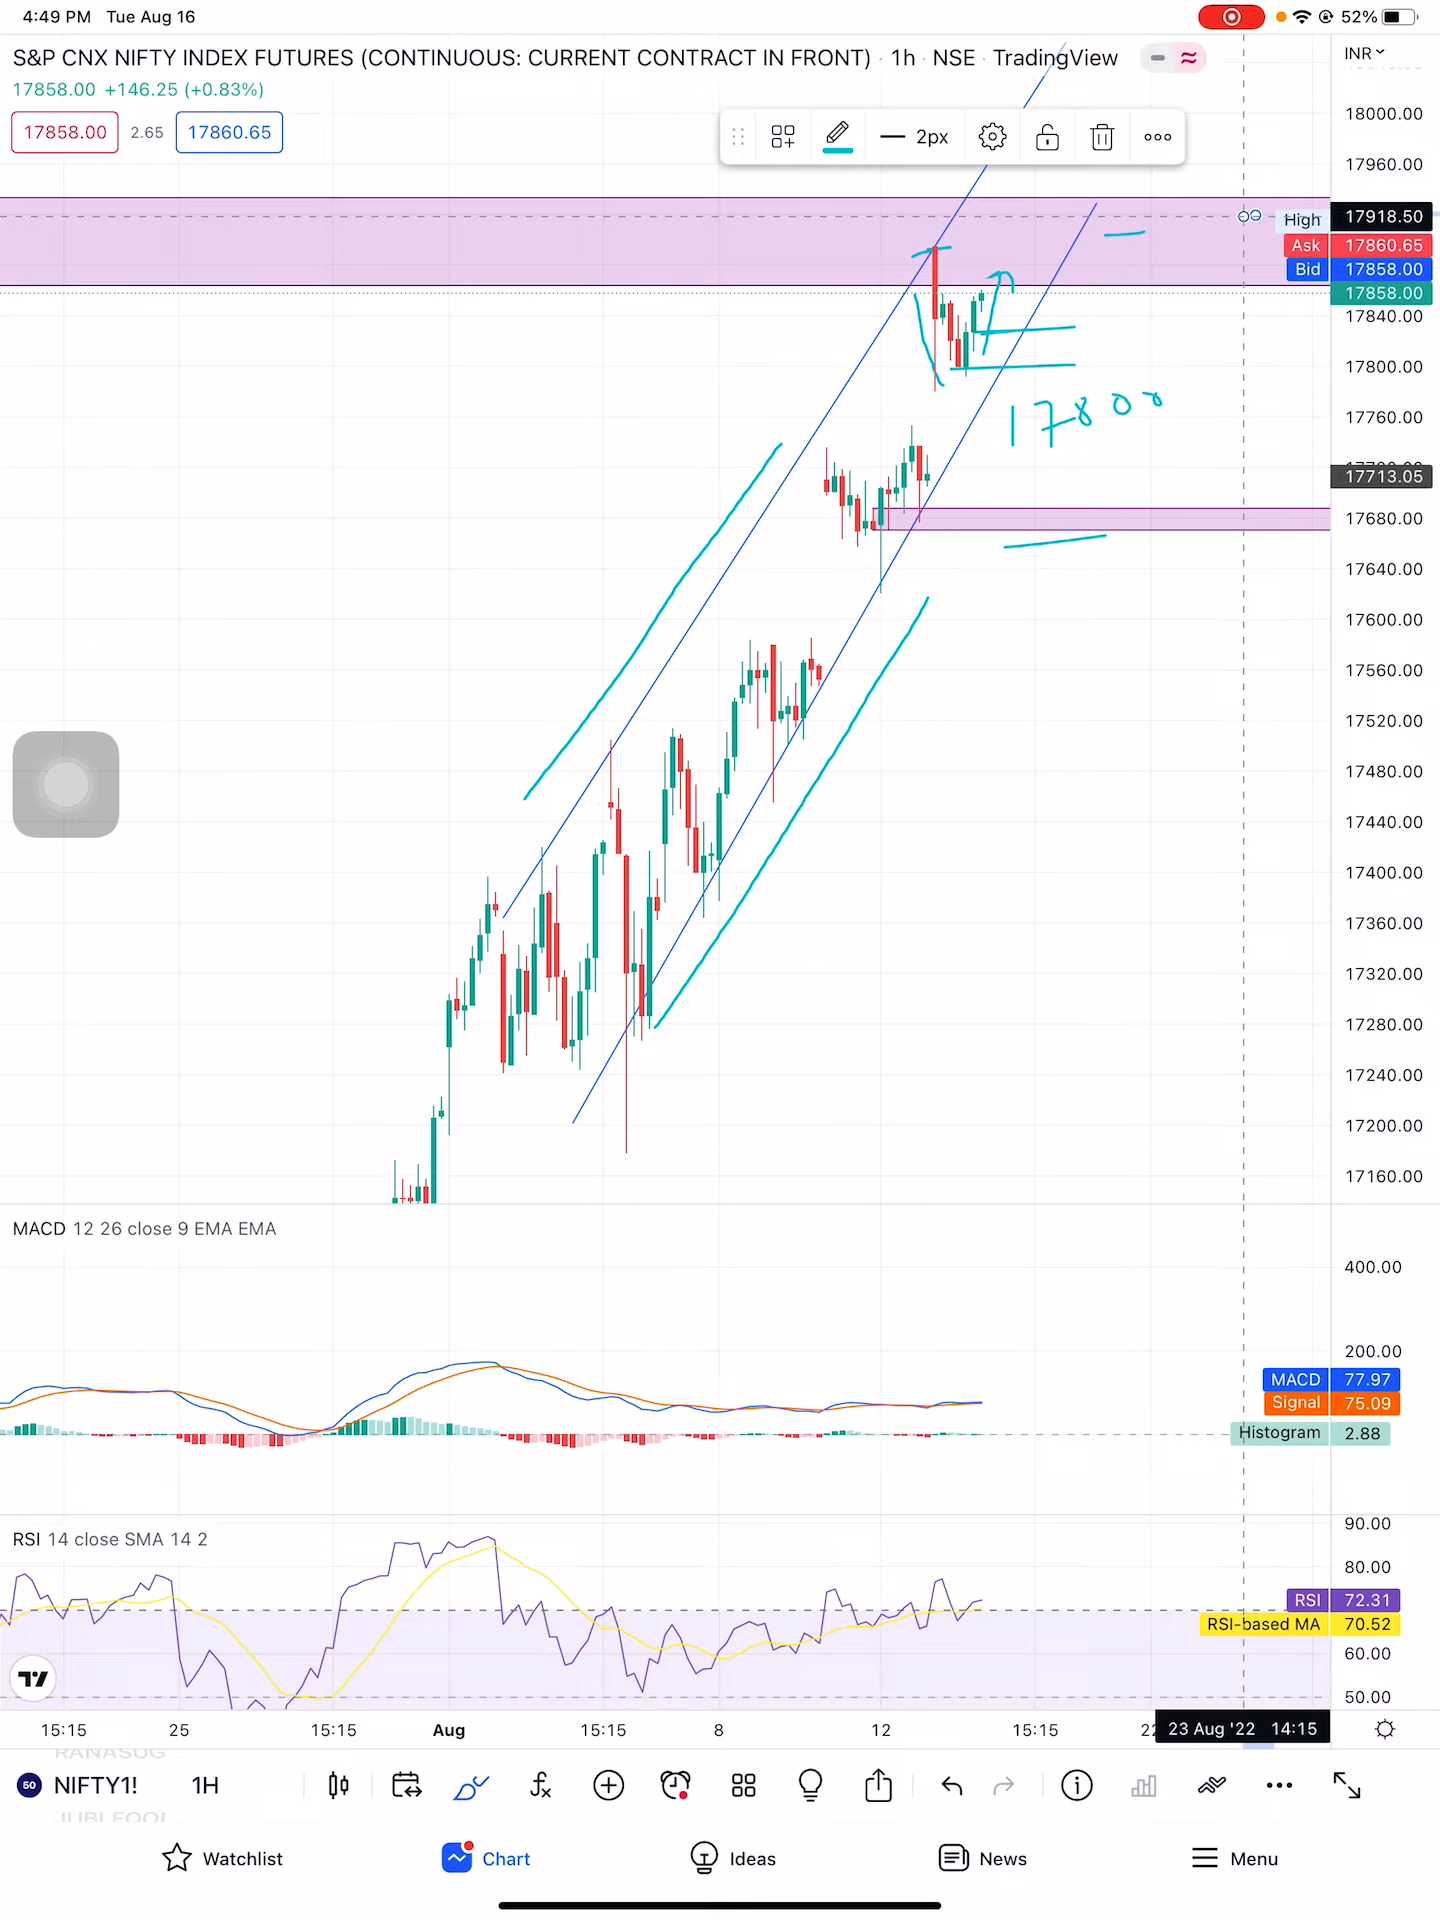 4:49 PM Tue Aug 16
52%
S&P CNX NIFTY INDEX FUTURES (CONTINUOUS: CURRENT CONTRACT IN FRONT) · 1h · NSE · TradingView
INR
17858.00 +146.25 (+0.83%)
17858.00 2.65 17860.65
2px
18000.00
17960.00
High 17918.50
Ask 17860.65
Bid 17858.00
17858.00
17840.00
17800.00
17800
17760.00
17713.05
17680.00
17640.00
17600.00
17560.00
17520.00
17480.00
17440.00
17400.00
17360.00
17320.00
17280.00
17240.00
17200.00
17160.00
MACD 12 26 close 9 EMA EMA
400.00
200.00
MACD 77.97
Signal 75.09
Histogram 2.88
RSI 14 close SMA 14 2
90.00
80.00
RSI 72.31
RSI-based MA 70.52
60.00
50.00
15:15 25 15:15 Aug 15:15 8 12 15:15 23 Aug '22 14:15
RANASUG
50 NIFTY1! 1H
Watchlist Chart Ideas News Menu